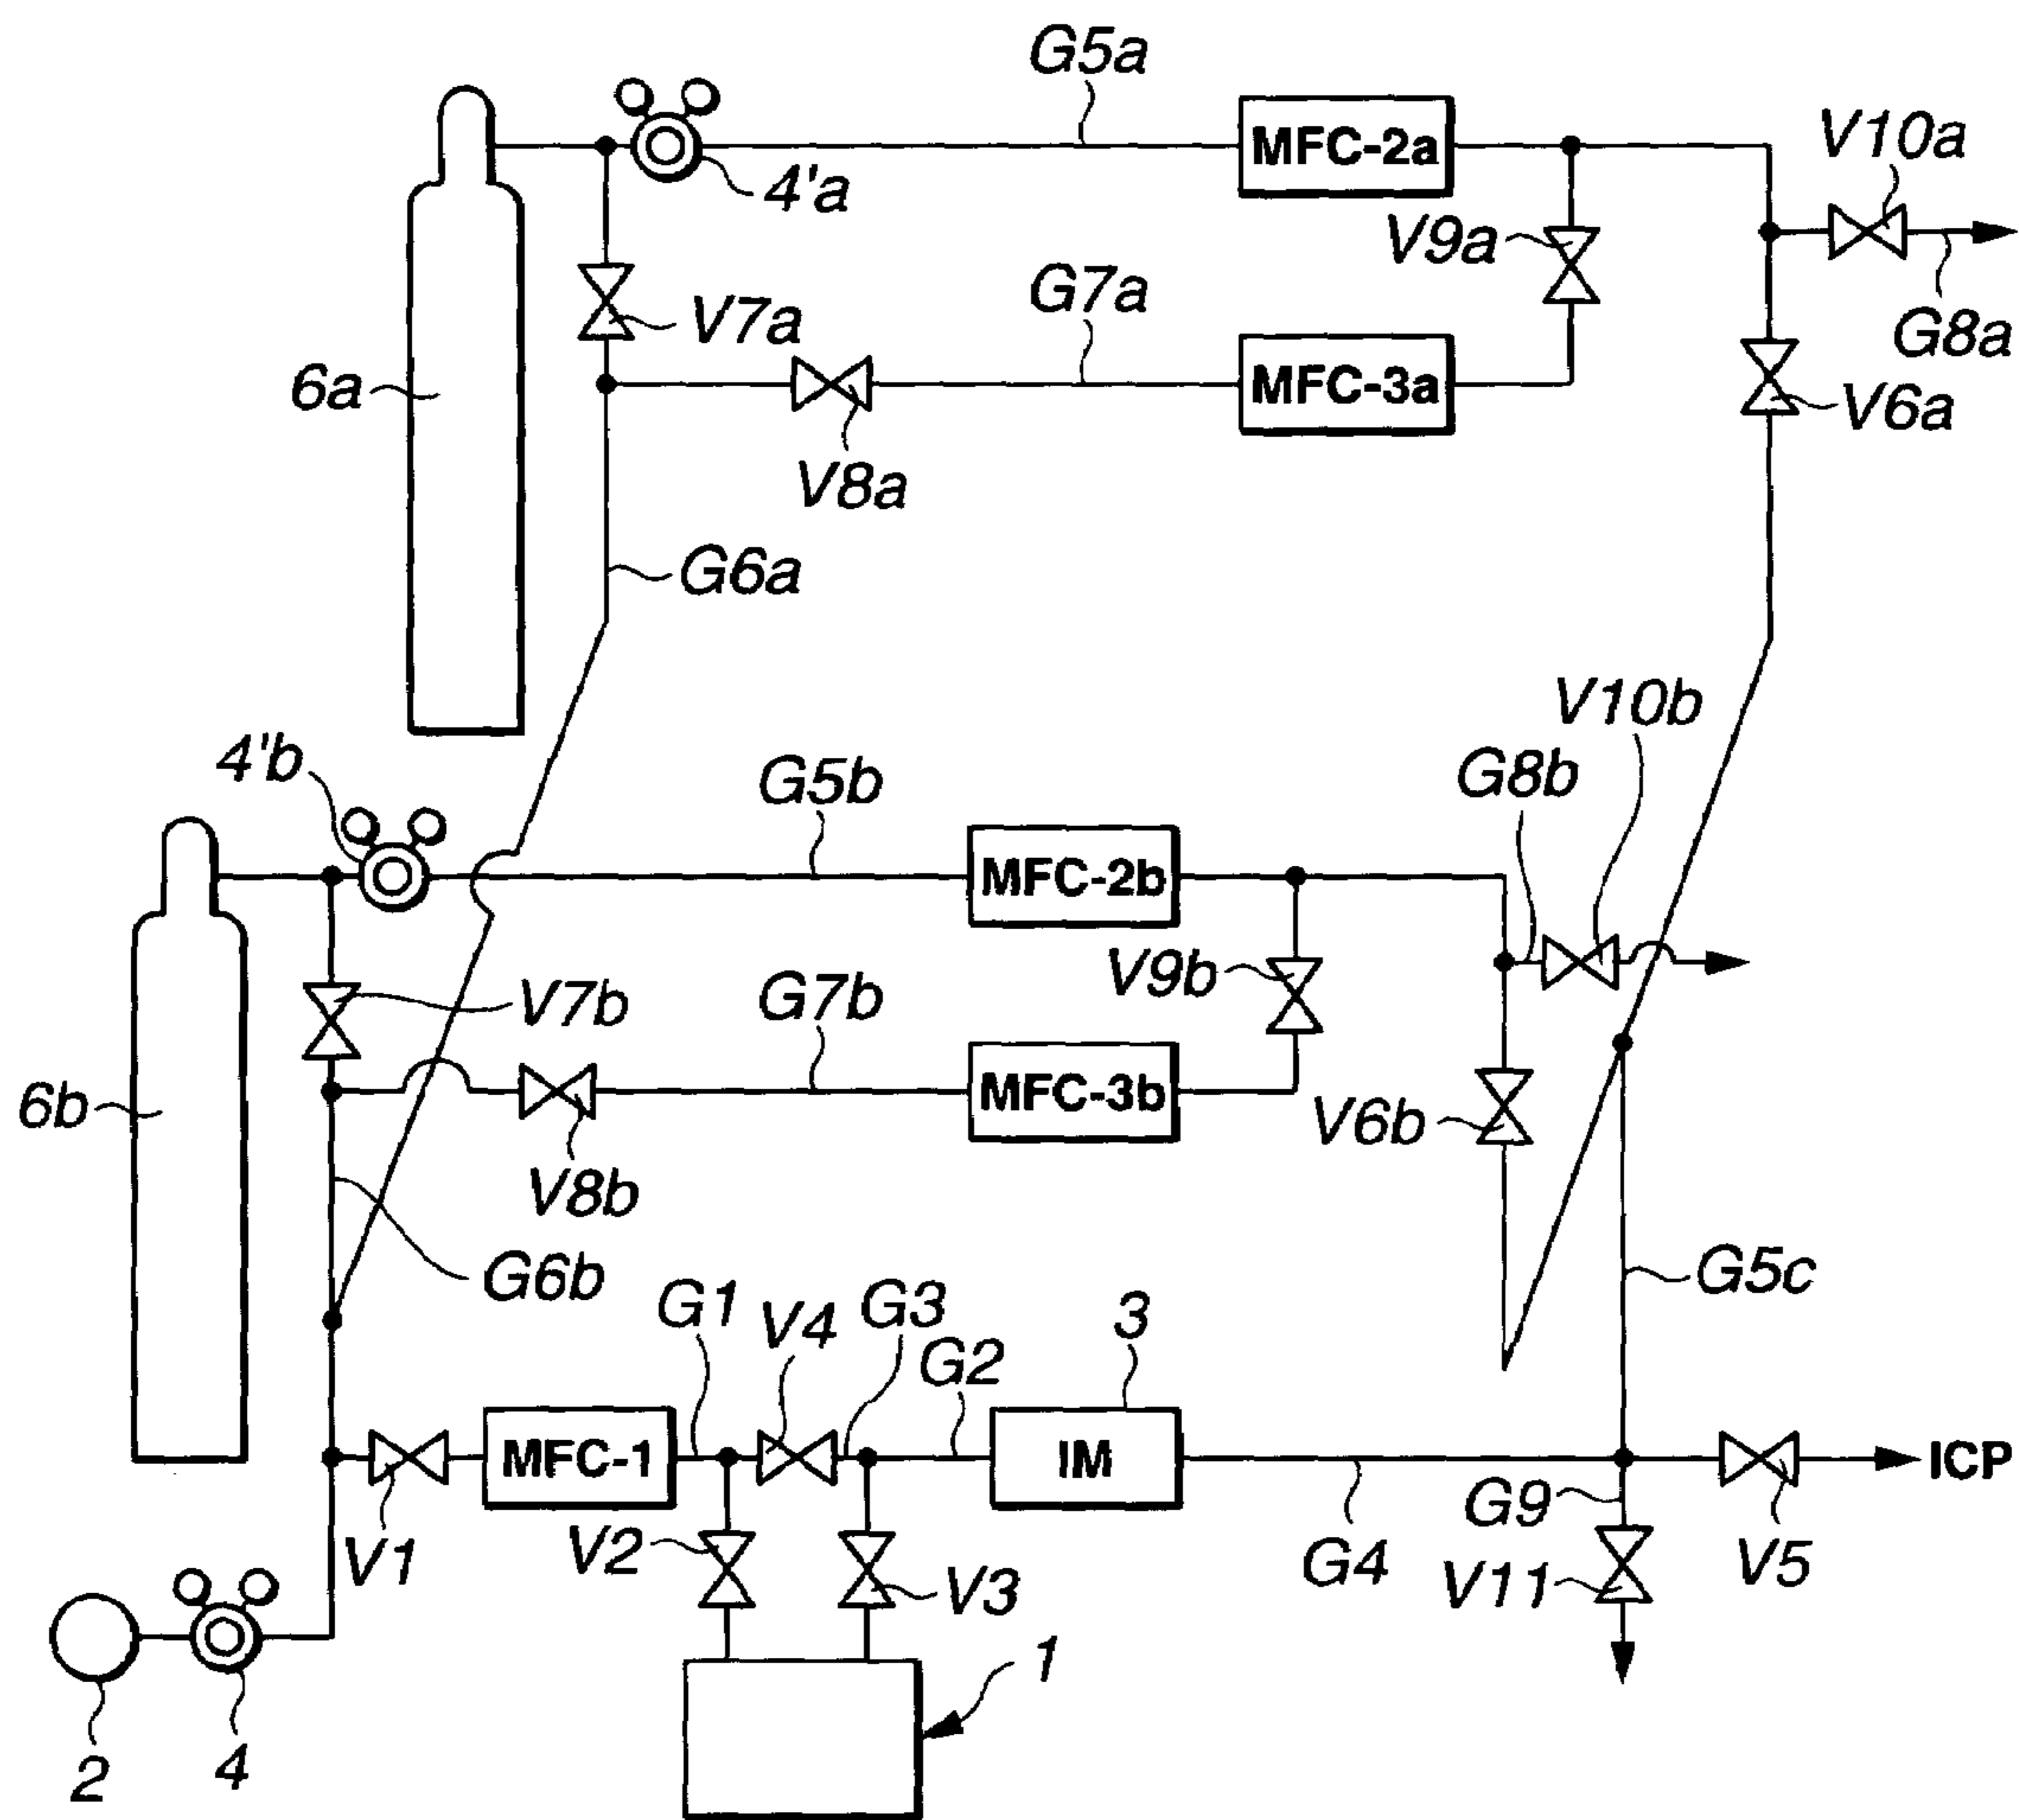 G5a
MFC-2a
V10a
4'a
V9a
G8a
V7a
G7a
6a
MFC-3a
V6a
V8a
G6a
V10b
4'b
G5b
G8b
MFC-2b
V7b
G7b
V9b
6b
MFC-3b
V6b
V8b
G6b
G5c
G1
V4
G3
G2
3
MFC-1
IM
ICP
V1
V2
V3
G4
G9
V11
V5
1
2
4